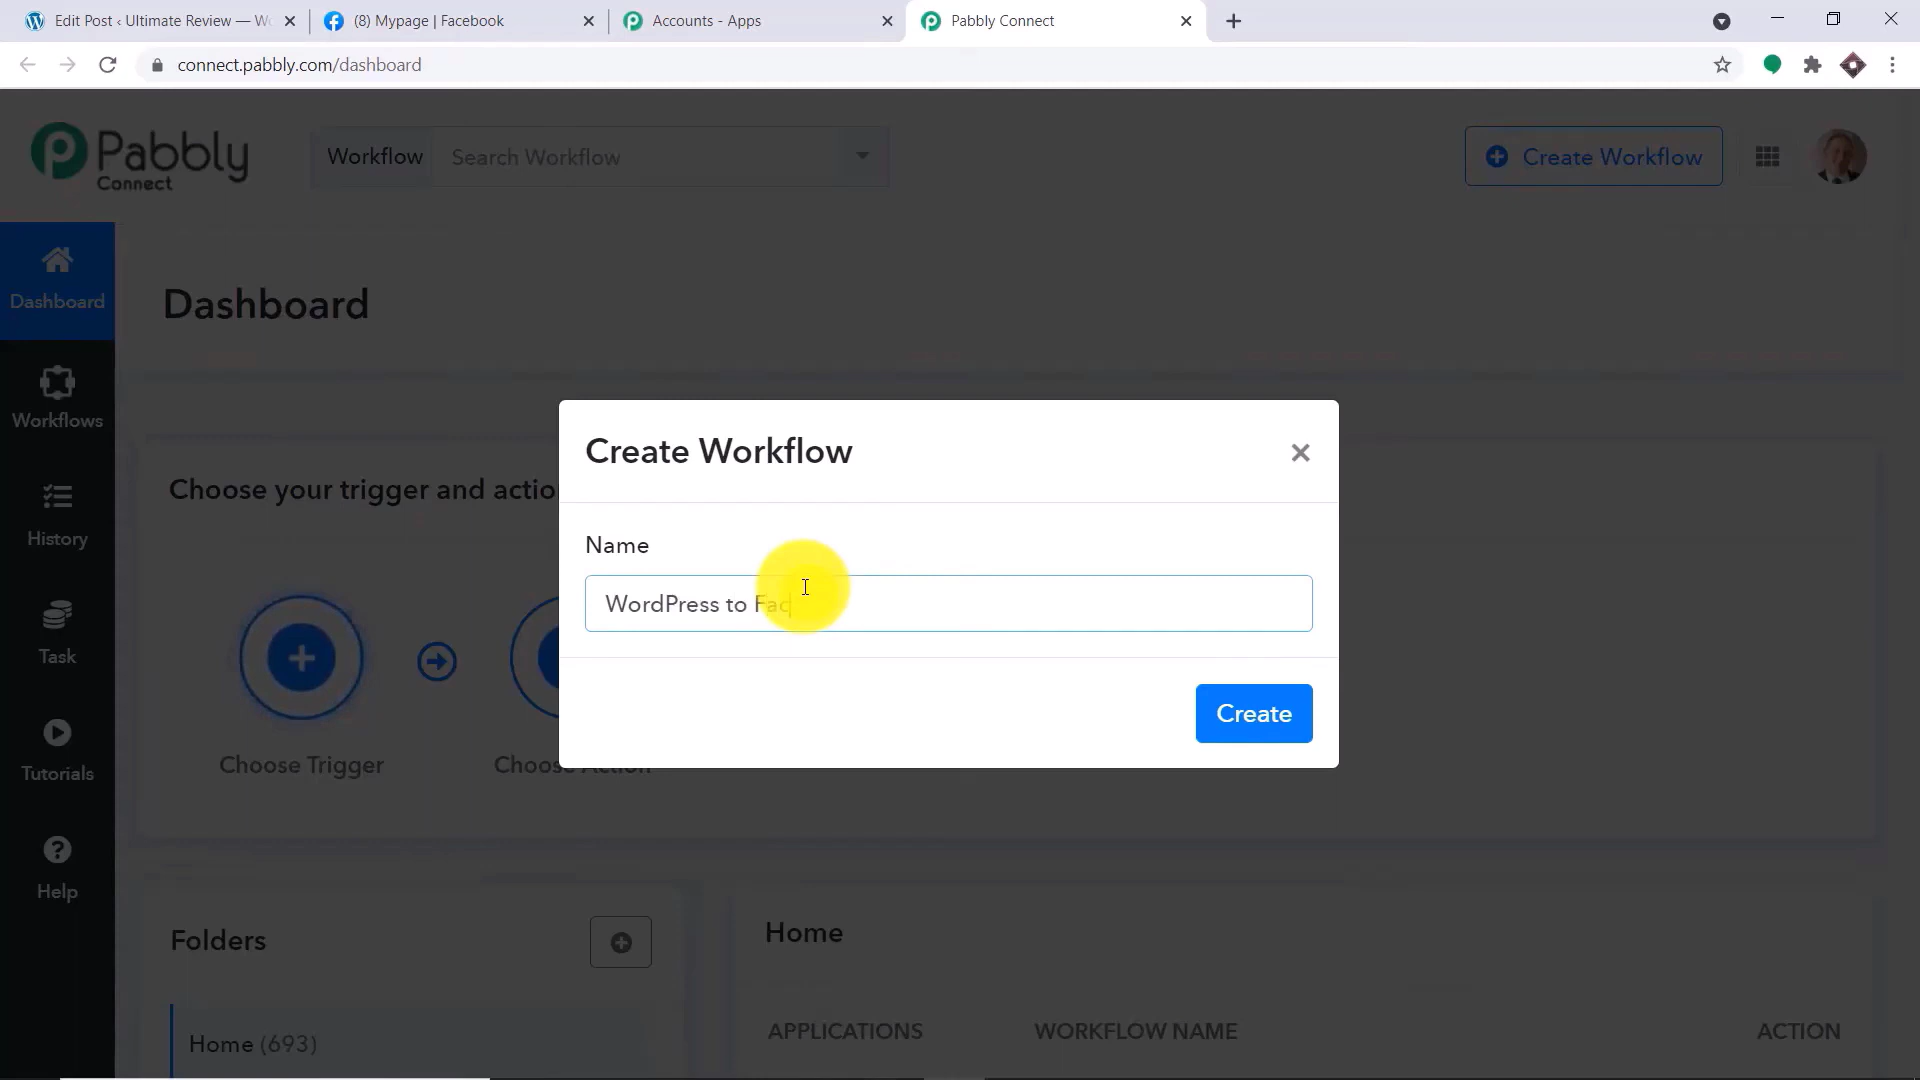 Edit Post ‹ Ultimate Review — W
(8) Mypage | Facebook
Accounts - Apps
Pabbly Connect
connect.pabbly.com/dashboard
Pabbly
Connect
Workflow
Search Workflow
Create Workflow
Dashboard
Dashboard
Workflows
History
Task
Tutorials
Help
Choose your trigger and actio
Choose Trigger
Choose Action
Create Workflow
Name
WordPress to Fac
Create
Folders
Home (693)
Home
APPLICATIONS
WORKFLOW NAME
ACTION